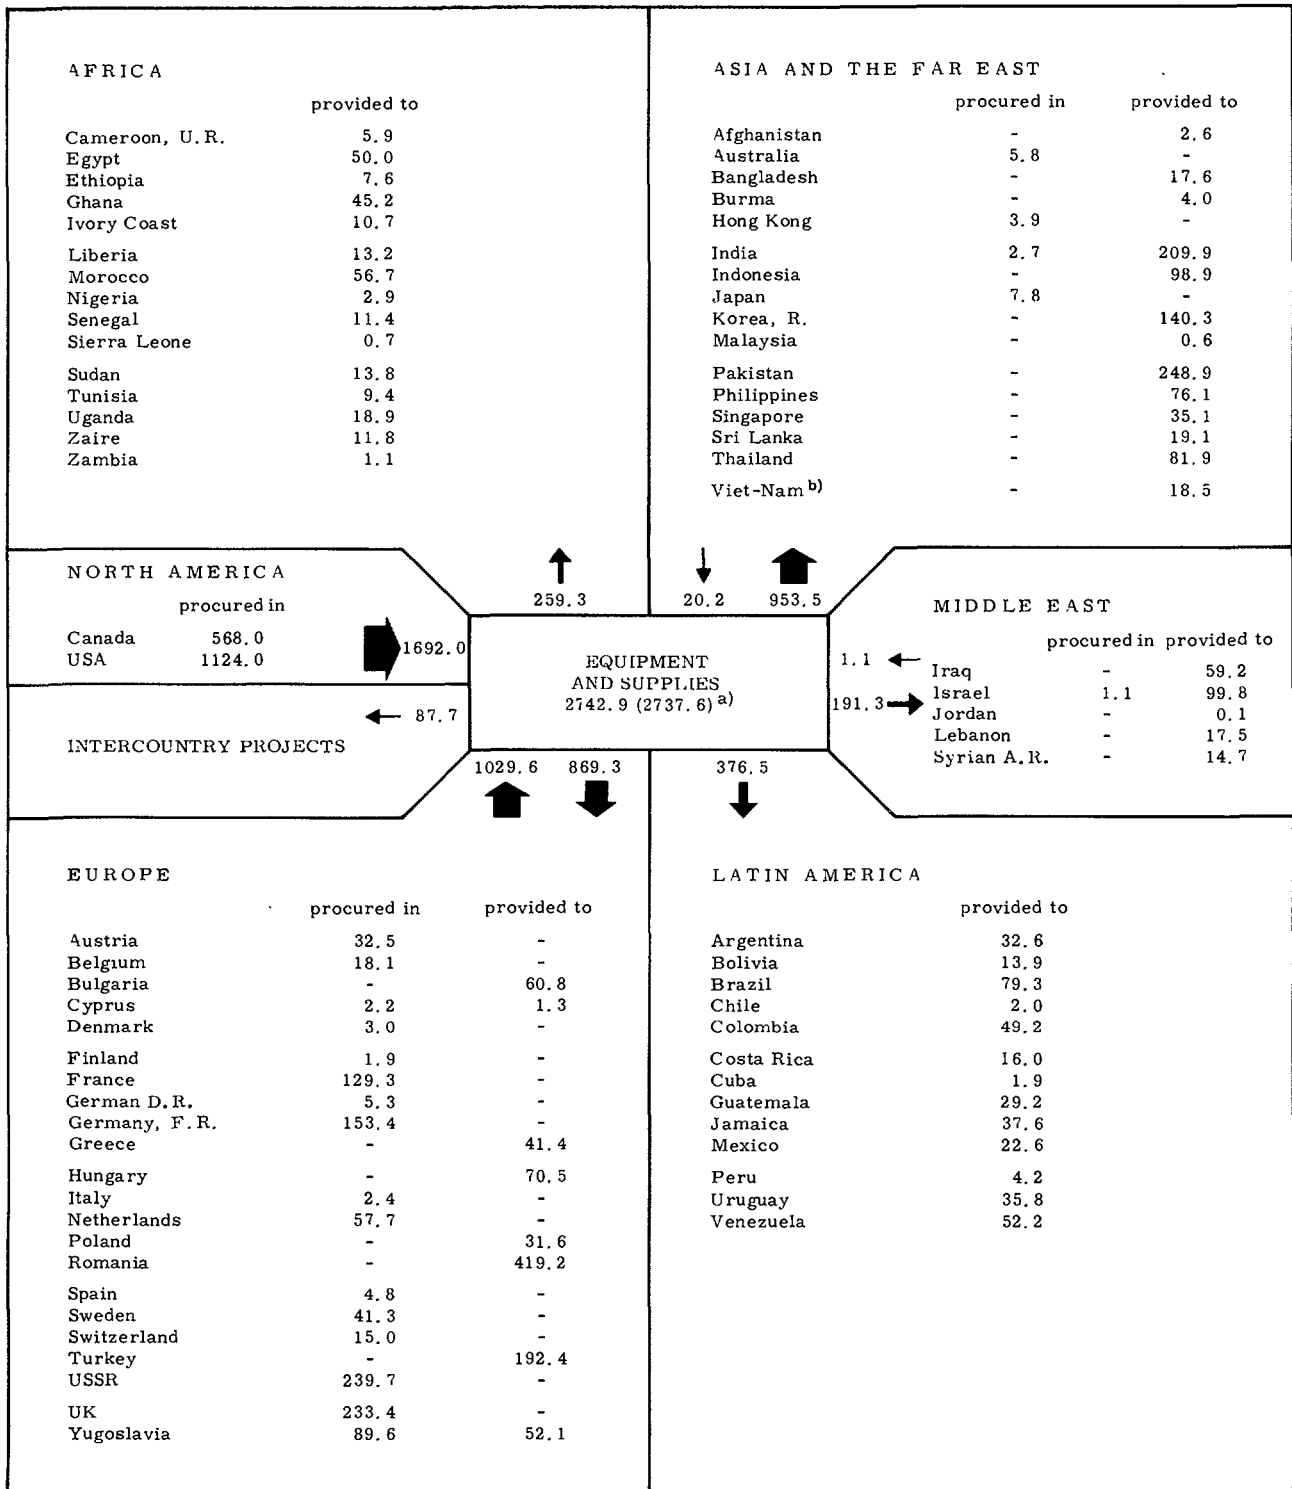 AFRICA
provided to
Cameroon, U.R. 5.9
Egypt 50.0
Ethiopia 7.6
Ghana 45.2
Ivory Coast 10.7
Liberia 13.2
Morocco 56.7
Nigeria 2.9
Senegal 11.4
Sierra Leone 0.7
Sudan 13.8
Tunisia 9.4
Uganda 18.9
Zaire 11.8
Zambia 1.1
259.3
ASIA AND THE FAR EAST
procured in provided to
Afghanistan - 2.6
Australia 5.8 -
Bangladesh - 17.6
Burma - 4.0
Hong Kong 3.9 -
India 2.7 209.9
Indonesia - 98.9
Japan 7.8 -
Korea, R. - 140.3
Malaysia - 0.6
Pakistan - 248.9
Philippines - 76.1
Singapore - 35.1
Sri Lanka - 19.1
Thailand - 81.9
Viet-Nam b) - 18.5
20.2 953.5
NORTH AMERICA
procured in
Canada 568.0
USA 1124.0
1692.0
INTERCOUNTRY PROJECTS
87.7
EQUIPMENT
AND SUPPLIES
2742.9 (2737.6) a)
MIDDLE EAST
procured in provided to
1.1
191.3
Iraq - 59.2
Israel 1.1 99.8
Jordan - 0.1
Lebanon - 17.5
Syrian A.R. - 14.7
1029.6 869.3
376.5
EUROPE
procured in provided to
Austria 32.5 -
Belgium 18.1 -
Bulgaria - 60.8
Cyprus 2.2 1.3
Denmark 3.0 -
Finland 1.9 -
France 129.3 -
German D.R. 5.3 -
Germany, F.R. 153.4 -
Greece - 41.4
Hungary - 70.5
Italy 2.4 -
Netherlands 57.7 -
Poland - 31.6
Romania - 419.2
Spain 4.8 -
Sweden 41.3 -
Switzerland 15.0 -
Turkey - 192.4
USSR 239.7 -
UK 233.4 -
Yugoslavia 89.6 52.1
LATIN AMERICA
provided to
Argentina 32.6
Bolivia 13.9
Brazil 79.3
Chile 2.0
Colombia 49.2
Costa Rica 16.0
Cuba 1.9
Guatemala 29.2
Jamaica 37.6
Mexico 22.6
Peru 4.2
Uruguay 35.8
Venezuela 52.2